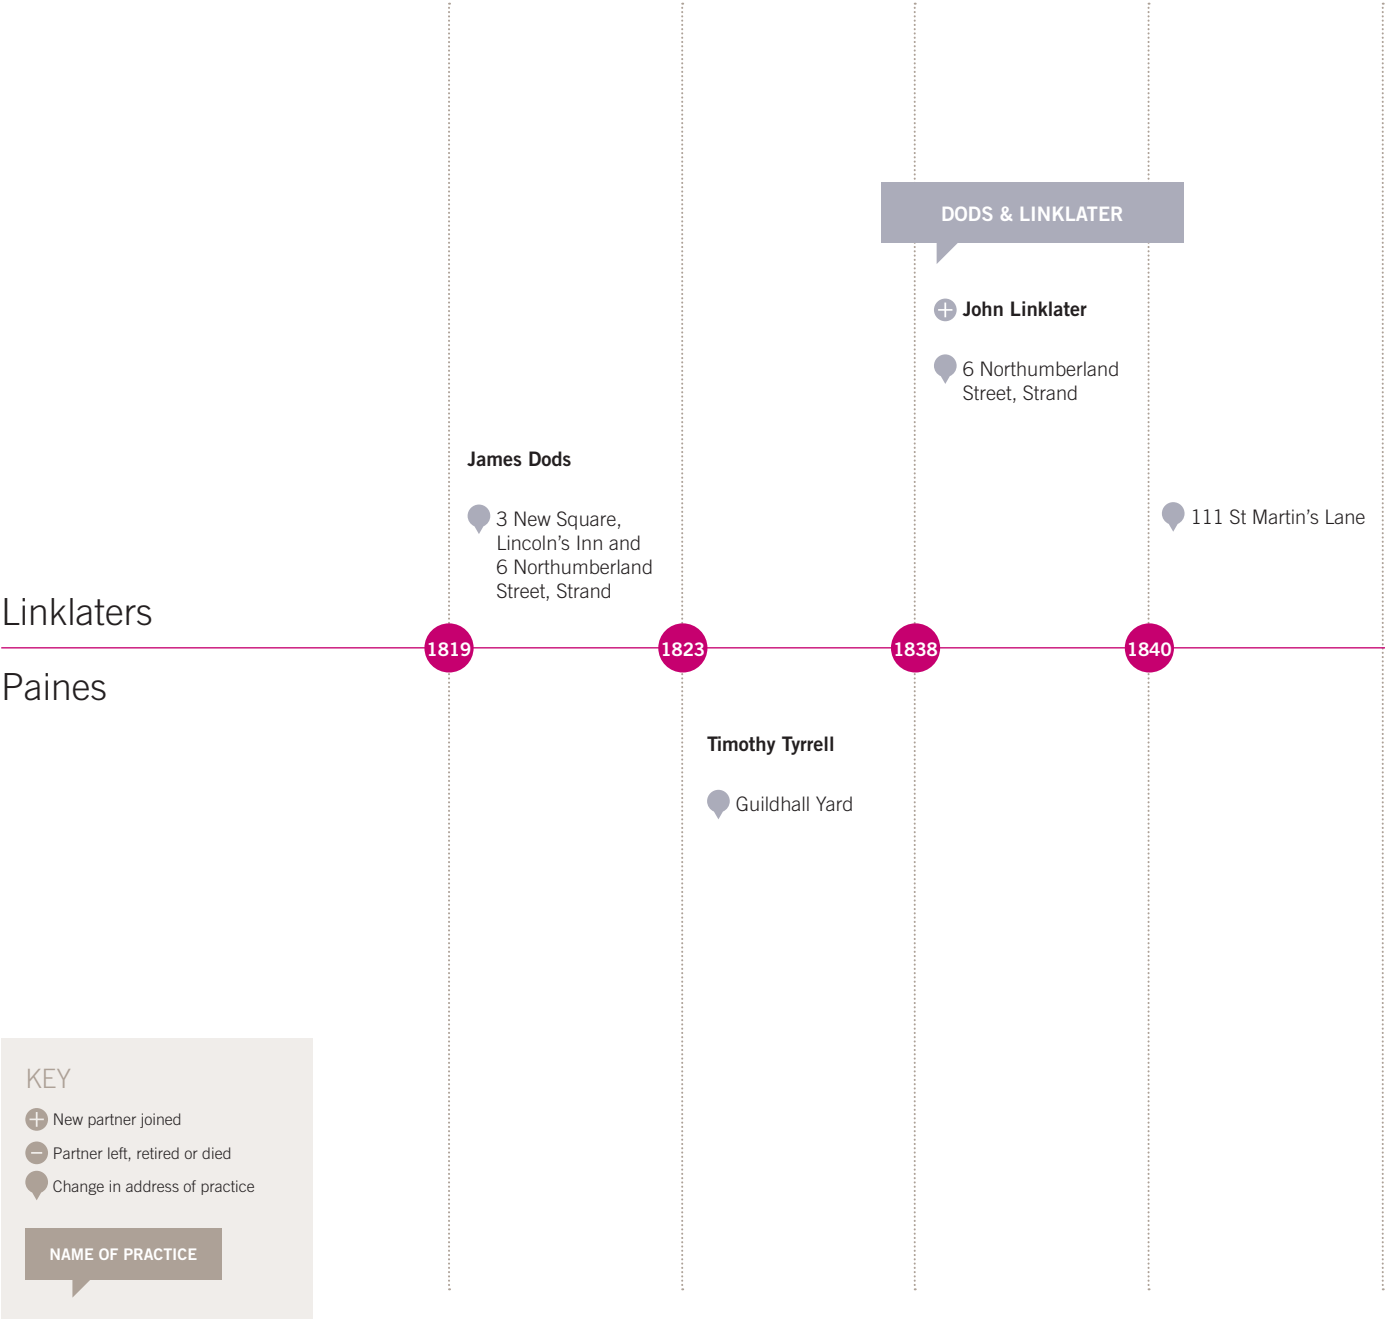 DODS & LINKLATER
John Linklater
6 Northumberland
Street, Strand
James Dods
3 New Square,
Lincoln’s Inn and
6 Northumberland
Street, Strand
111 St Martin’s Lane
Linklaters
1819
1823
1838
1840
Paines
Timothy Tyrrell
Guildhall Yard
KEY
New partner joined
Partner left, retired or died
Change in address of practice
NAME OF PRACTICE